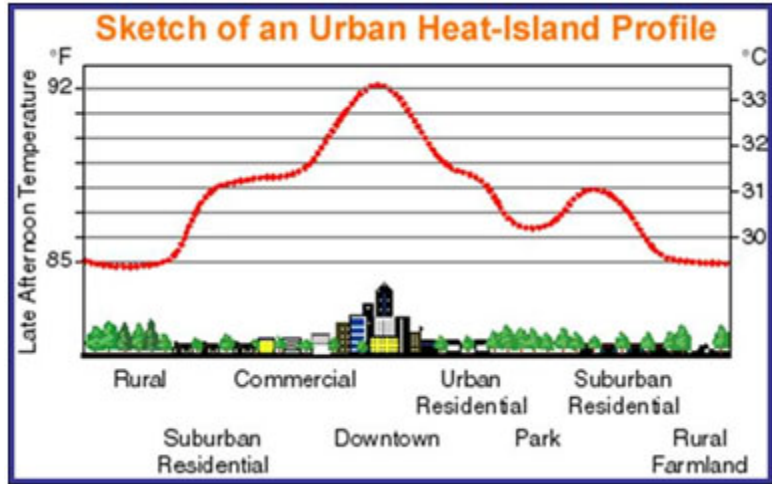 Sketch of an Urban Heat-Island Profile
°F
°C
92
85
33
32
31
30
Late Afternoon Temperature
Rural
Commercial
Urban
Residential
Suburban
Residential
Suburban
Residential
Downtown
Park
Rural
Farmland